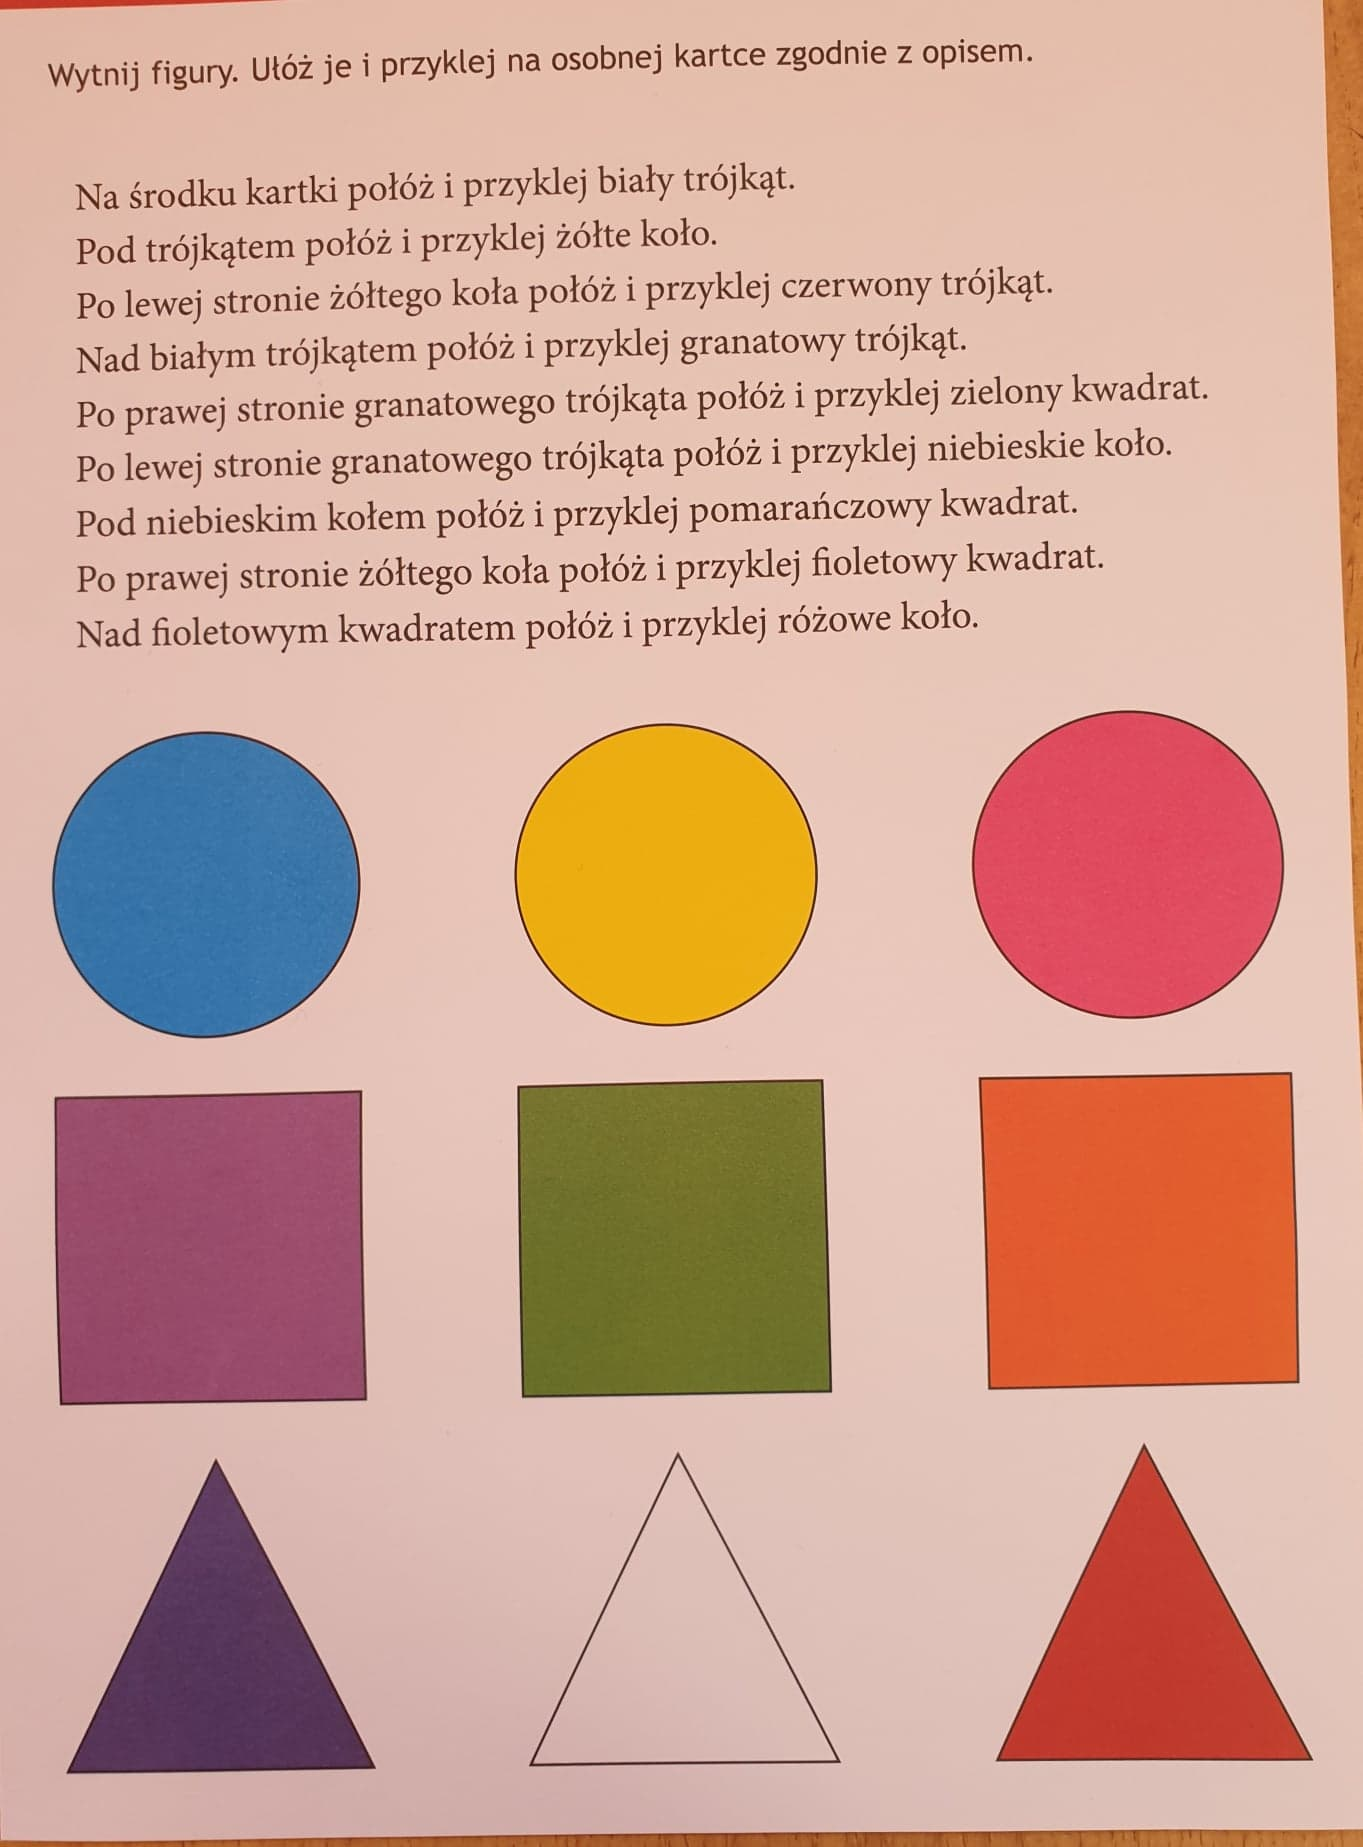 Wytnij figury. Ułóż je i przyklej na osobnej kartce zgodnie z opisem.
Na środku kartki połóż i przyklej biały trójkąt.
Pod trójkątem połóż i przyklej żółte koło.
Po lewej stronie żółtego koła połóż i przyklej czerwony trójkąt.
Nad białym trójkątem połóż i przyklej granatowy trójkąt.
Po prawej stronie granatowego trójkąta połóż i przyklej zielony kwadrat.
Po lewej stronie granatowego trójkąta połóż i przyklej niebieskie koło.
Pod niebieskim kołem połóż i przyklej pomarańczowy kwadrat.
Po prawej stronie żółtego koła połóż i przyklej fioletowy kwadrat.
Nad fioletowym kwadratem połóż i przyklej różowe koło.